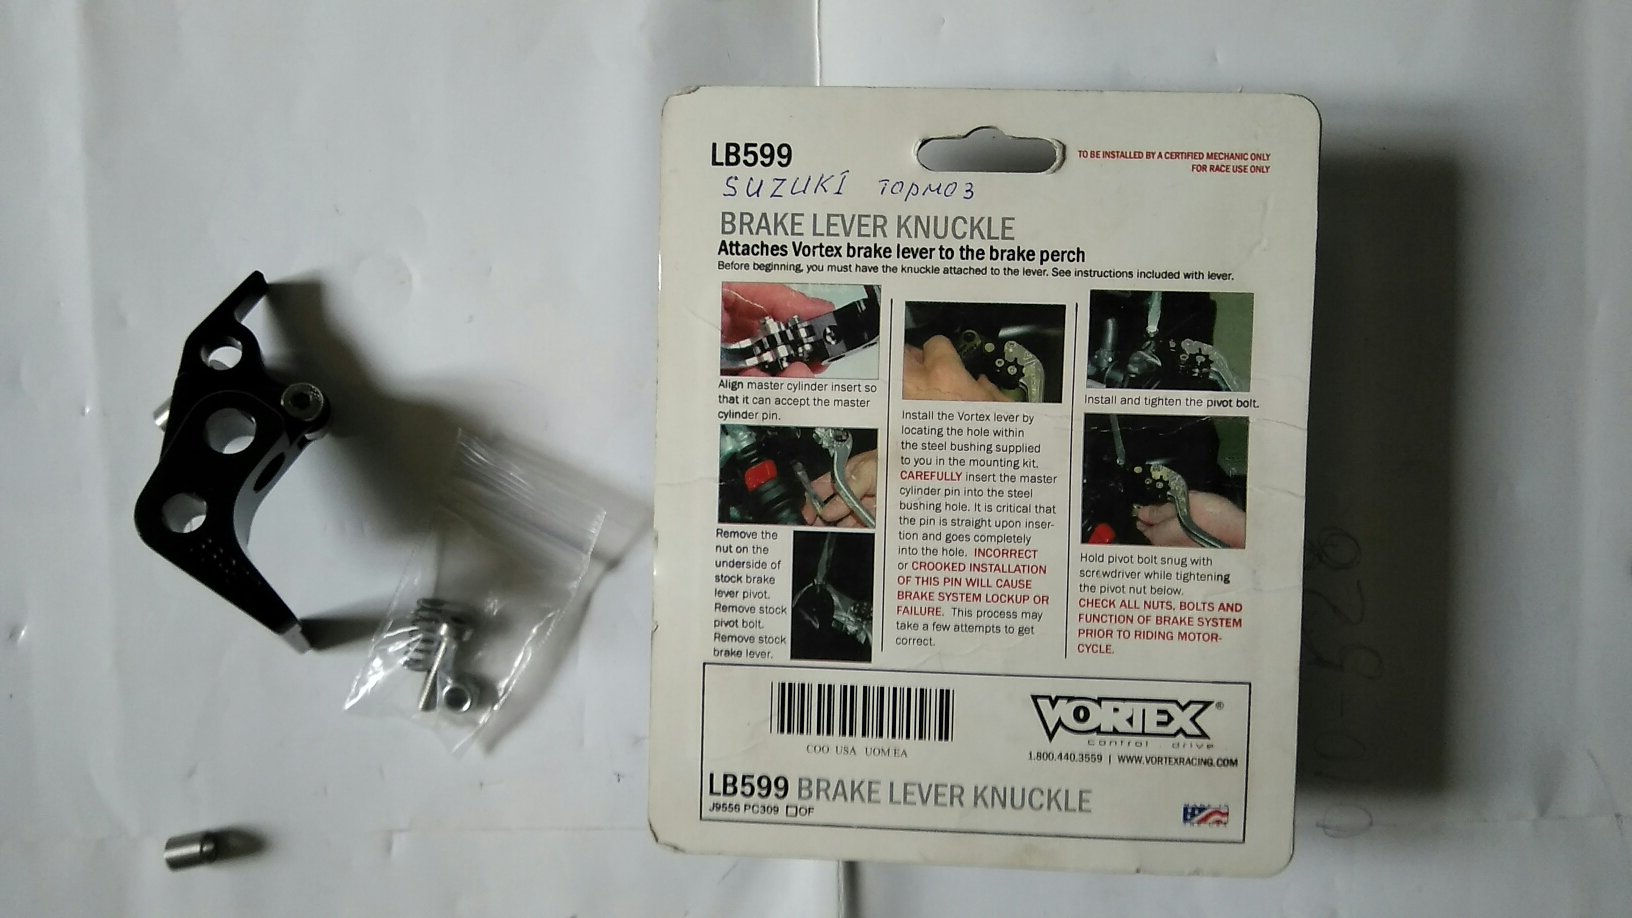 LB599
TO BE INSTALLED BY A CERTIFIED MECHANIC ONLY
FOR RACE USE ONLY
SUZUKI тормоз
BRAKE LEVER KNUCKLE
Attaches Vortex brake lever to the brake perch
Before beginning, you must have the knuckle attached to the lever. See instructions included with lever.
Align master cylinder insert so
that it can accept the master
cylinder pin.
Remove the
nut on the
underside of
stock brake
lever pivot.
Remove stock
pivot bolt.
Remove stock
brake lever.
Install the Vortex lever by
locating the hole within
the steel bushing supplied
to you in the mounting kit.
CAREFULLY insert the master
cylinder pin into the steel
bushing hole. It is critical that
the pin is straight upon inser-
tion and goes completely
into the hole. INCORRECT
or CROOKED INSTALLATION
OF THIS PIN WILL CAUSE
BRAKE SYSTEM LOCKUP OR
FAILURE. This process may
take a few attempts to get
correct.
Install and tighten the pivot bolt.
Hold pivot bolt snug with
screwdriver while tightening
the pivot nut below.
CHECK ALL NUTS, BOLTS AND
FUNCTION OF BRAKE SYSTEM
PRIOR TO RIDING MOTOR-
CYCLE.
COO USA UOM:EA
VORTEX®
control . drive
1.800.440.3559 | WWW.VORTEXRACING.COM
LB599 BRAKE LEVER KNUCKLE
J9556 PC309 □OF